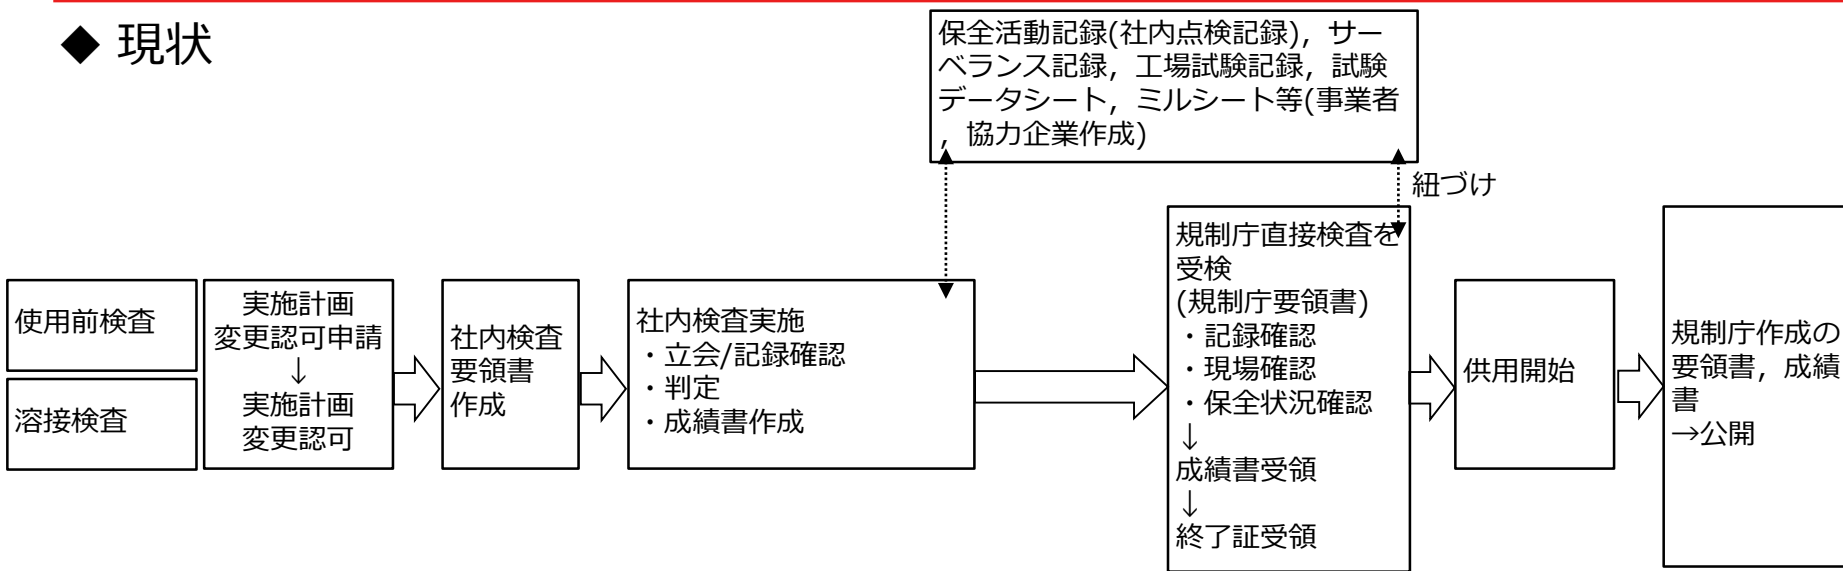 ◆ 現状
保全活動記録(社内点検記録)，サー
ベランス記録，工場試験記録，試験
データシート，ミルシート等(事業者
，協力企業作成)
紐づけ
使用前検査
溶接検査
実施計画
変更認可申請
↓
実施計画
変更認可
社内検査
要領書
作成
社内検査実施
・立会/記録確認
・判定
・成績書作成
規制庁直接検査を
受検
(規制庁要領書)
・記録確認
・現場確認
・保全状況確認
↓
成績書受領
↓
終了証受領
供用開始
規制庁作成の
要領書，成績
書
→公開